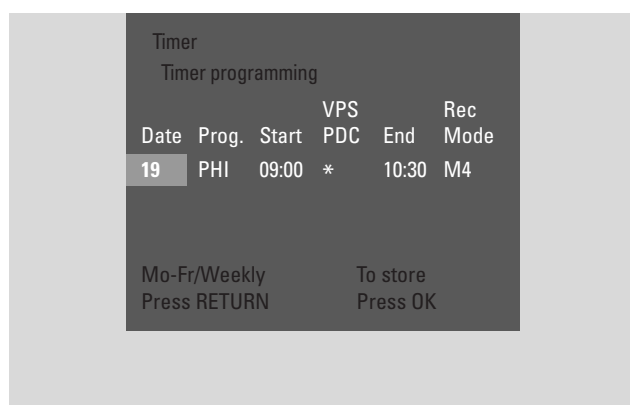 Timer
Timer programming
VPS Rec
Date Prog. Start PDC End Mode
19 PHI 09:00 * 10:30 M4
Mo-Fr/Weekly To store
Press RETURN Press OK